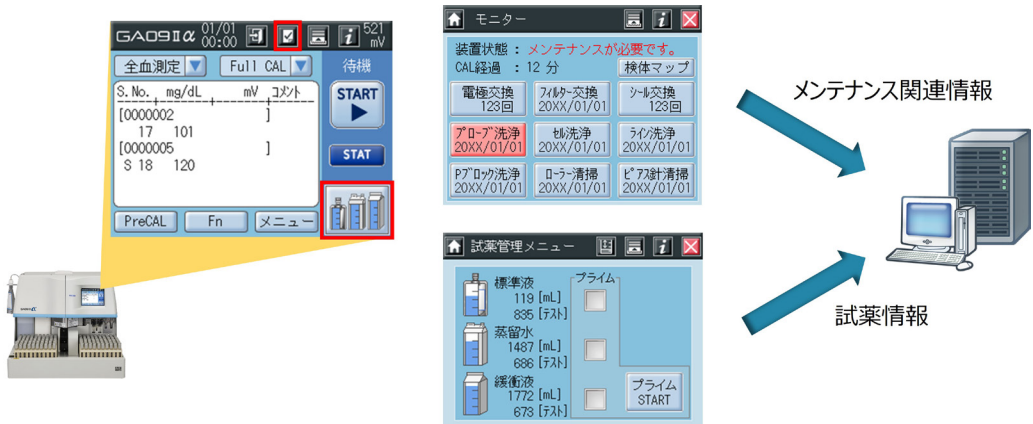 GA09Ⅱα 01/01 00:00 521 mV
全血測定 Full CAL 待機
S.No. mg/dL mV コメント
[0000002 ]
17 101
[0000005 ]
S 18 120
START
STAT
PreCAL Fn メニュー
モニター
装置状態： メンテナンスが必要です。
CAL経過 ： 12 分 検体マップ
電極交換 123回
フィルター交換 20XX/01/01
シール交換 123回
プローブ洗浄 20XX/01/01
セル洗浄 20XX/01/01
ライン洗浄 20XX/01/01
Pブロック洗浄 20XX/01/01
ローラー清掃 20XX/01/01
ピアス針清掃 20XX/01/01
試薬管理メニュー
プライム
標準液
119 [mL]
835 [テスト]
蒸留水
1487 [mL]
686 [テスト]
緩衝液
1772 [mL]
673 [テスト]
プライム
START
メンテナンス関連情報
試薬情報